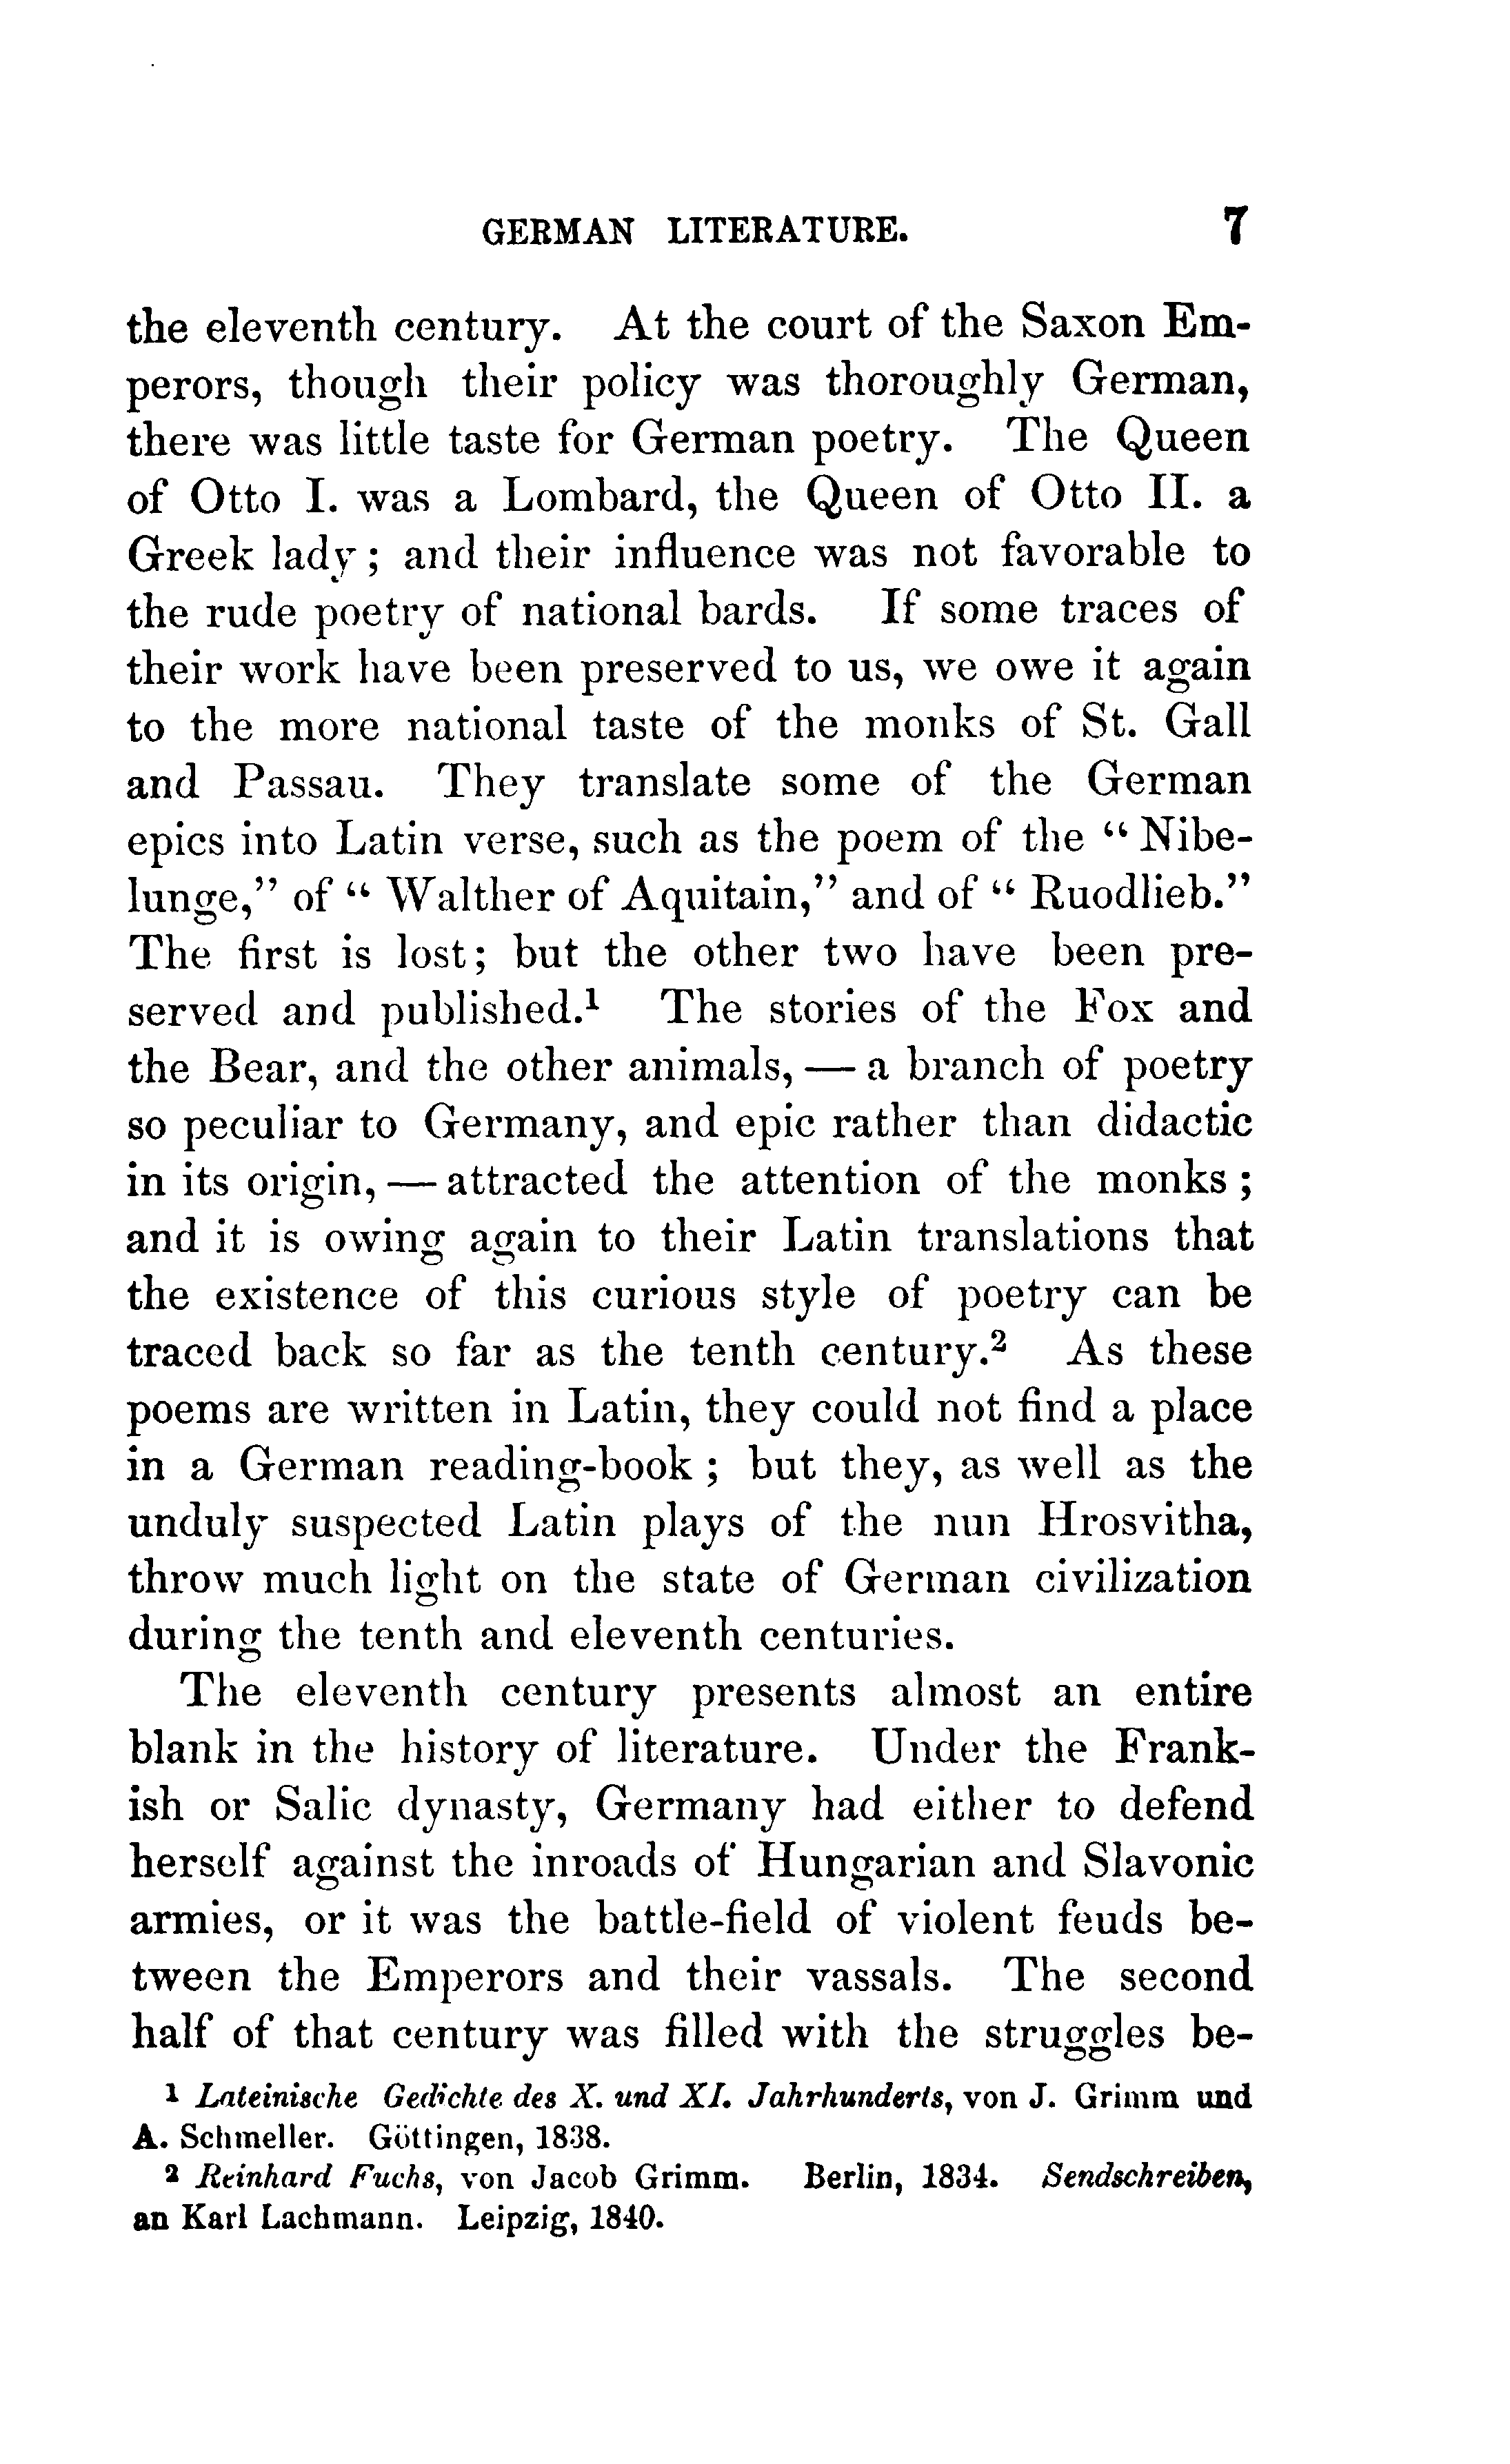 GERMAN LITERATURE. 7
the eleventh century. At the court of the Saxon Em-
perors, though their policy was thoroughly German,
there was little taste for German poetry. The Queen
of Otto I. was a Lombard, the Queen of Otto II. a
Greek lady; and their influence was not favorable to
the rude poetry of national bards. If some traces of
their work have been preserved to us, we owe it again
to the more national taste of the monks of St. Gall
and Passau. They translate some of the German
epics into Latin verse, such as the poem of the “ Nibe-
lunge,” of “ Walther of Aquitain,” and of “ Ruodlieb.”
The first is lost; but the other two have been pre-
served and published.¹ The stories of the Fox and
the Bear, and the other animals, — a branch of poetry
so peculiar to Germany, and epic rather than didactic
in its origin, — attracted the attention of the monks;
and it is owing again to their Latin translations that
the existence of this curious style of poetry can be
traced back so far as the tenth century.² As these
poems are written in Latin, they could not find a place
in a German reading-book; but they, as well as the
unduly suspected Latin plays of the nun Hrosvitha,
throw much light on the state of German civilization
during the tenth and eleventh centuries.
The eleventh century presents almost an entire
blank in the history of literature. Under the Frank-
ish or Salic dynasty, Germany had either to defend
herself against the inroads of Hungarian and Slavonic
armies, or it was the battle-field of violent feuds be-
tween the Emperors and their vassals. The second
half of that century was filled with the struggles be-
¹ Lateinische Gedichte des X. und XI. Jahrhunderts, von J. Grimm und
A. Schmeller. Göttingen, 1838.
² Reinhard Fuchs, von Jacob Grimm. Berlin, 1834. Sendschreiben,
an Karl Lachmann. Leipzig, 1840.